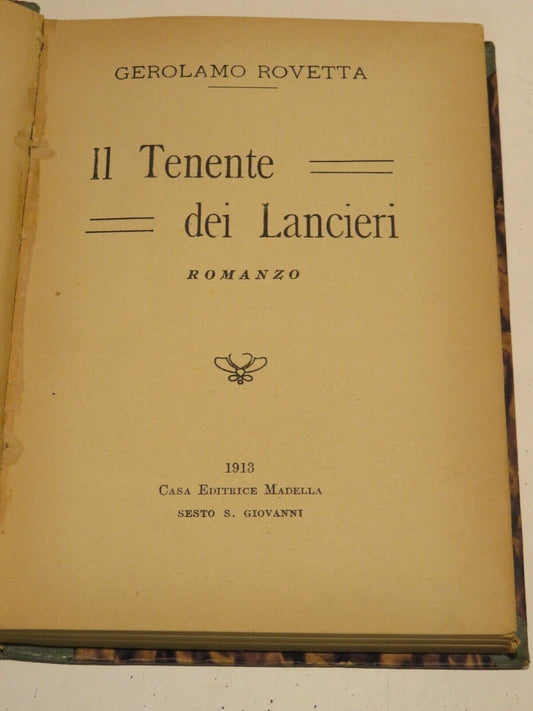 GEROLAMO ROVETTA
Il Tenente
dei Lancieri
ROMANZO
1913
CASA EDITRICE MADELLA
SESTO S. GIOVANNI